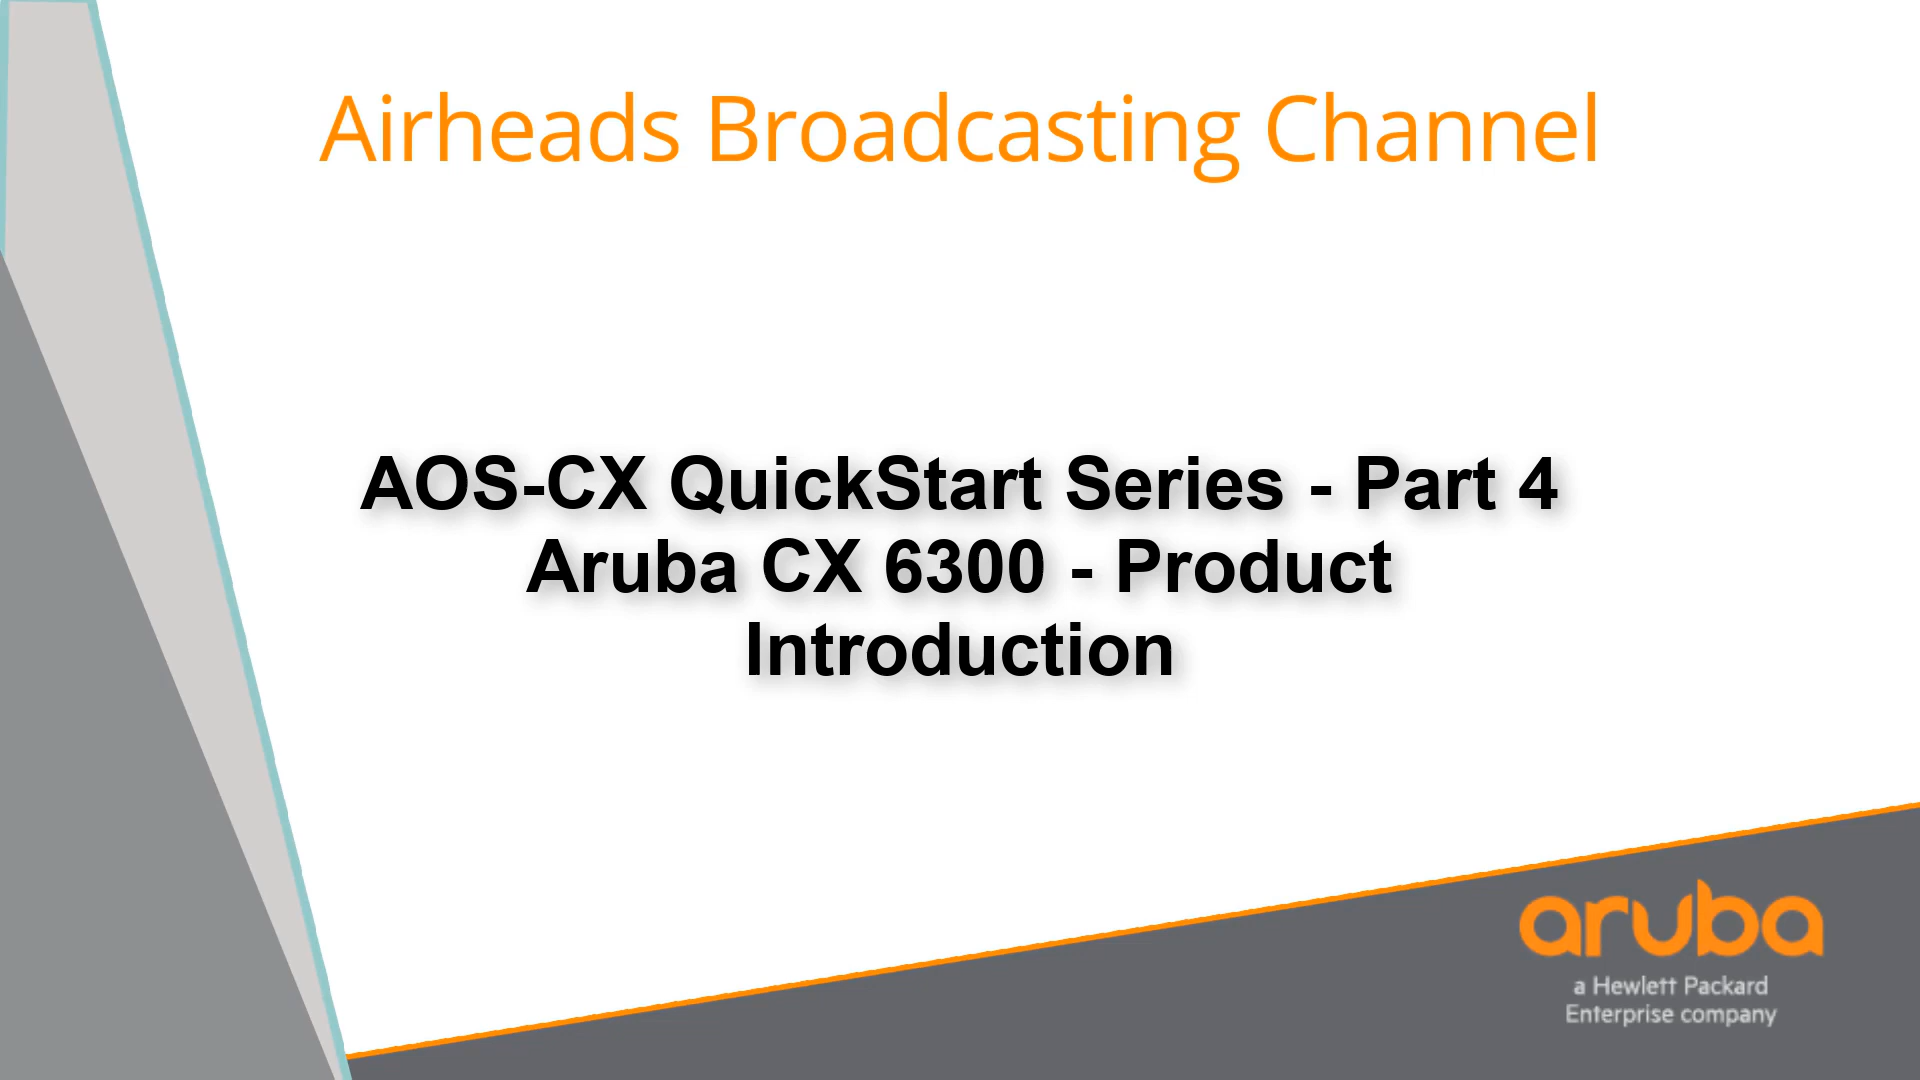 Airheads Broadcasting Channel
AOS-CX QuickStart Series - Part 4
Aruba CX 6300 - Product
Introduction
aruba
a Hewlett Packard
Enterprise company